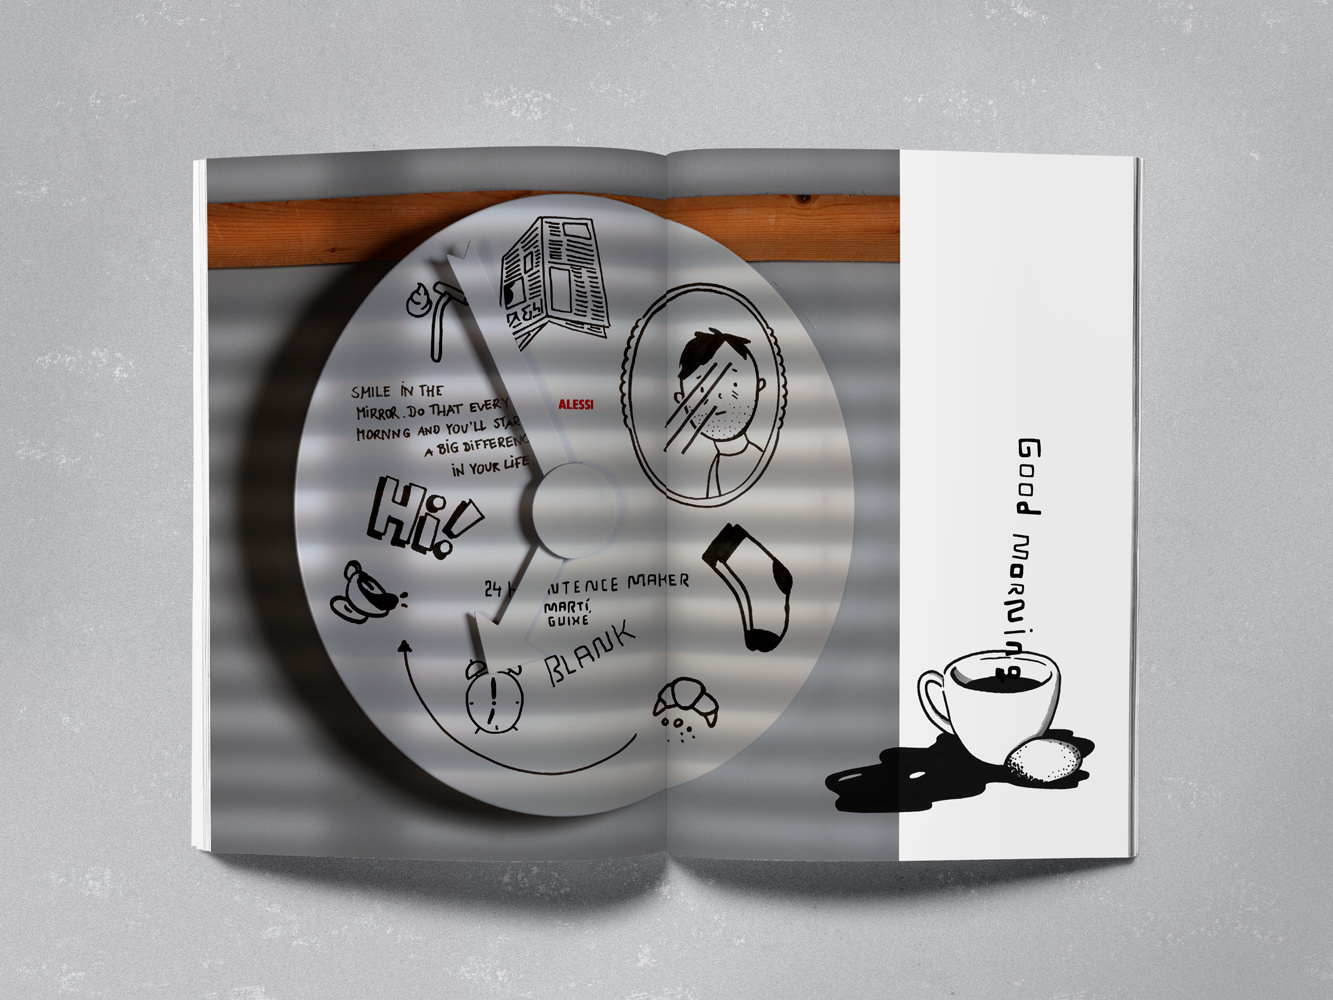 SMILE iN THE
MiRROR. DO THAT EVERY
MORNNG AND YOU'LL STAR
A BiG DiFFERENC
iN YOUR LiFE.
ALESSI
Hi!
24 H
NTENCE MAKER
MARTÍ
GUIXÉ
BLANK
Good MoRNing